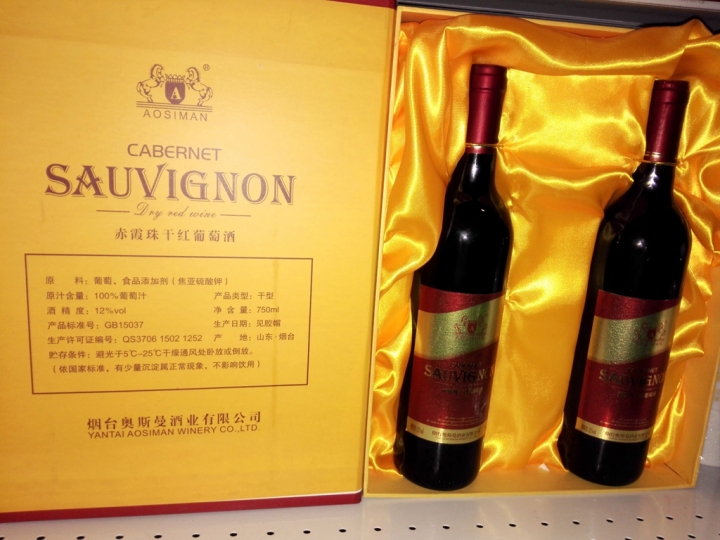 ®
A
AOSIMAN
CABERNET
SAUVIGNON
Dry red wine
赤霞珠干红葡萄酒
原 料：葡萄、食品添加剂（焦亚硫酸钾）
原汁含量：100%葡萄汁 产品类型：干型
酒 精 度：12%vol 净 含 量：750ml
产品标准号：GB15037 生产日期：见胶帽
生产许可证编号：QS3706 1502 1252 产 地：山东·烟台
贮存条件：避光于5℃-25℃干燥通风处卧放或倒放。
（依国家标准，有少量沉淀属正常现象，不影响饮用）
烟台奥斯曼酒业有限公司
YANTAI AOSIMAN WINERY CO.,LTD.
SAUVIGNON
SAUVIGNON